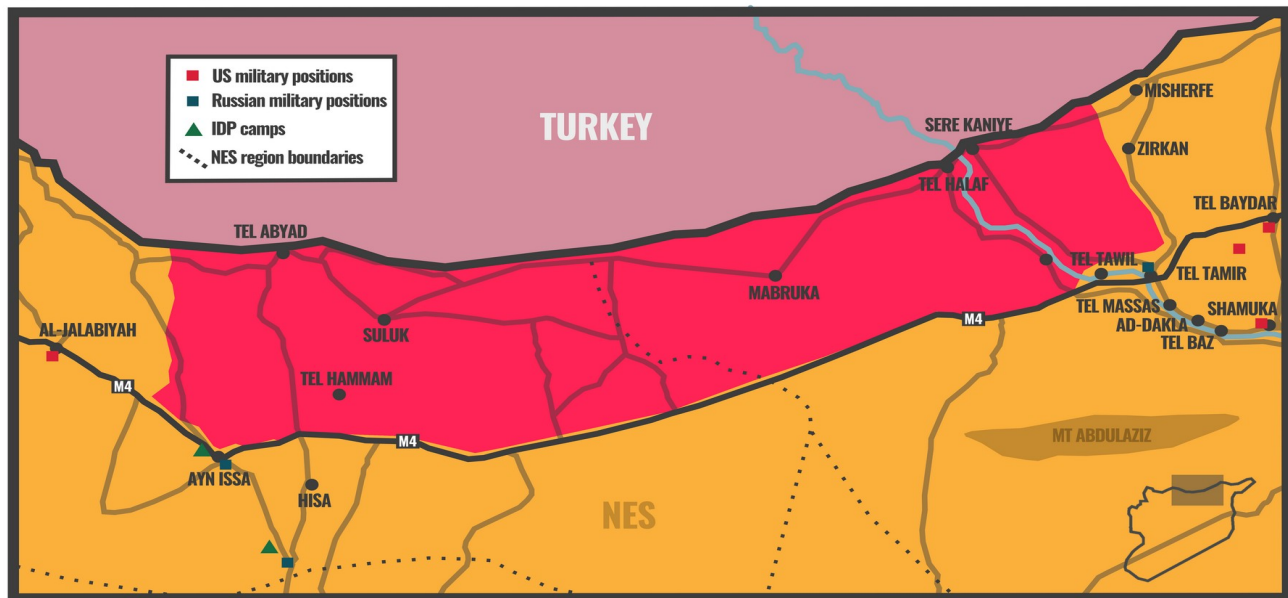 US military positions
Russian military positions
IDP camps
NES region boundaries
TURKEY
MISHERFE
SERE KANIYE
ZIRKAN
TEL HALAF
TEL BAYDAR
TEL ABYAD
TEL TAWIL
TEL TAMIR
MABRUKA
TEL MASSAS
SHAMUKA
AD-DAKLA
TEL BAZ
M4
AL-JALABIYAH
SULUK
TEL HAMMAM
M4
M4
MT ABDULAZIZ
AYN ISSA
HISA
NES